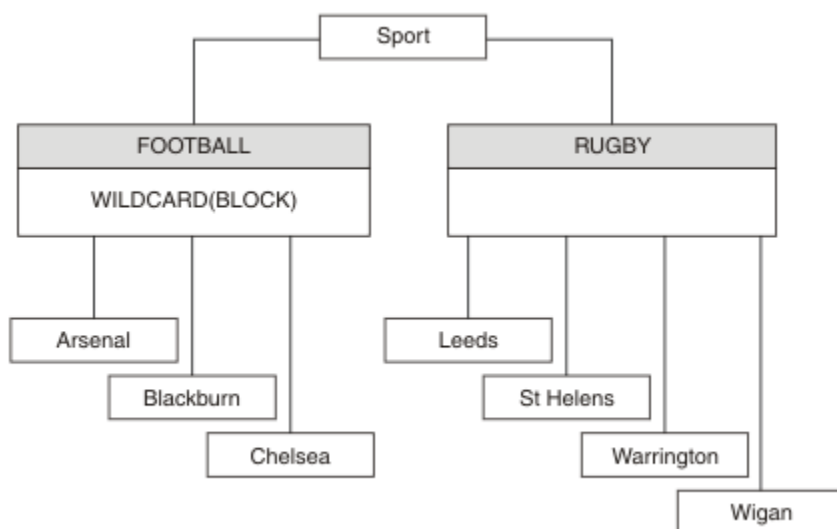 Sport
FOOTBALL
RUGBY
WILDCARD(BLOCK)
Arsenal
Leeds
Blackburn
St Helens
Chelsea
Warrington
Wigan